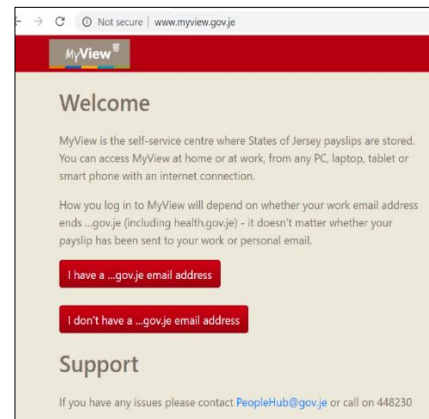 Not secure | www.myview.gov.je
MyView
Welcome
MyView is the self-service centre where States of Jersey payslips are stored.
You can access MyView at home or at work, from any PC, laptop, tablet or
smart phone with an internet connection.
How you log in to MyView will depend on whether your work email address
ends ...gov.je (including health.gov.je) - it doesn't matter whether your
payslip has been sent to your work or personal email.
I have a ...gov.je email address
I don't have a ...gov.je email address
Support
If you have any issues please contact PeopleHub@gov.je or call on 448230